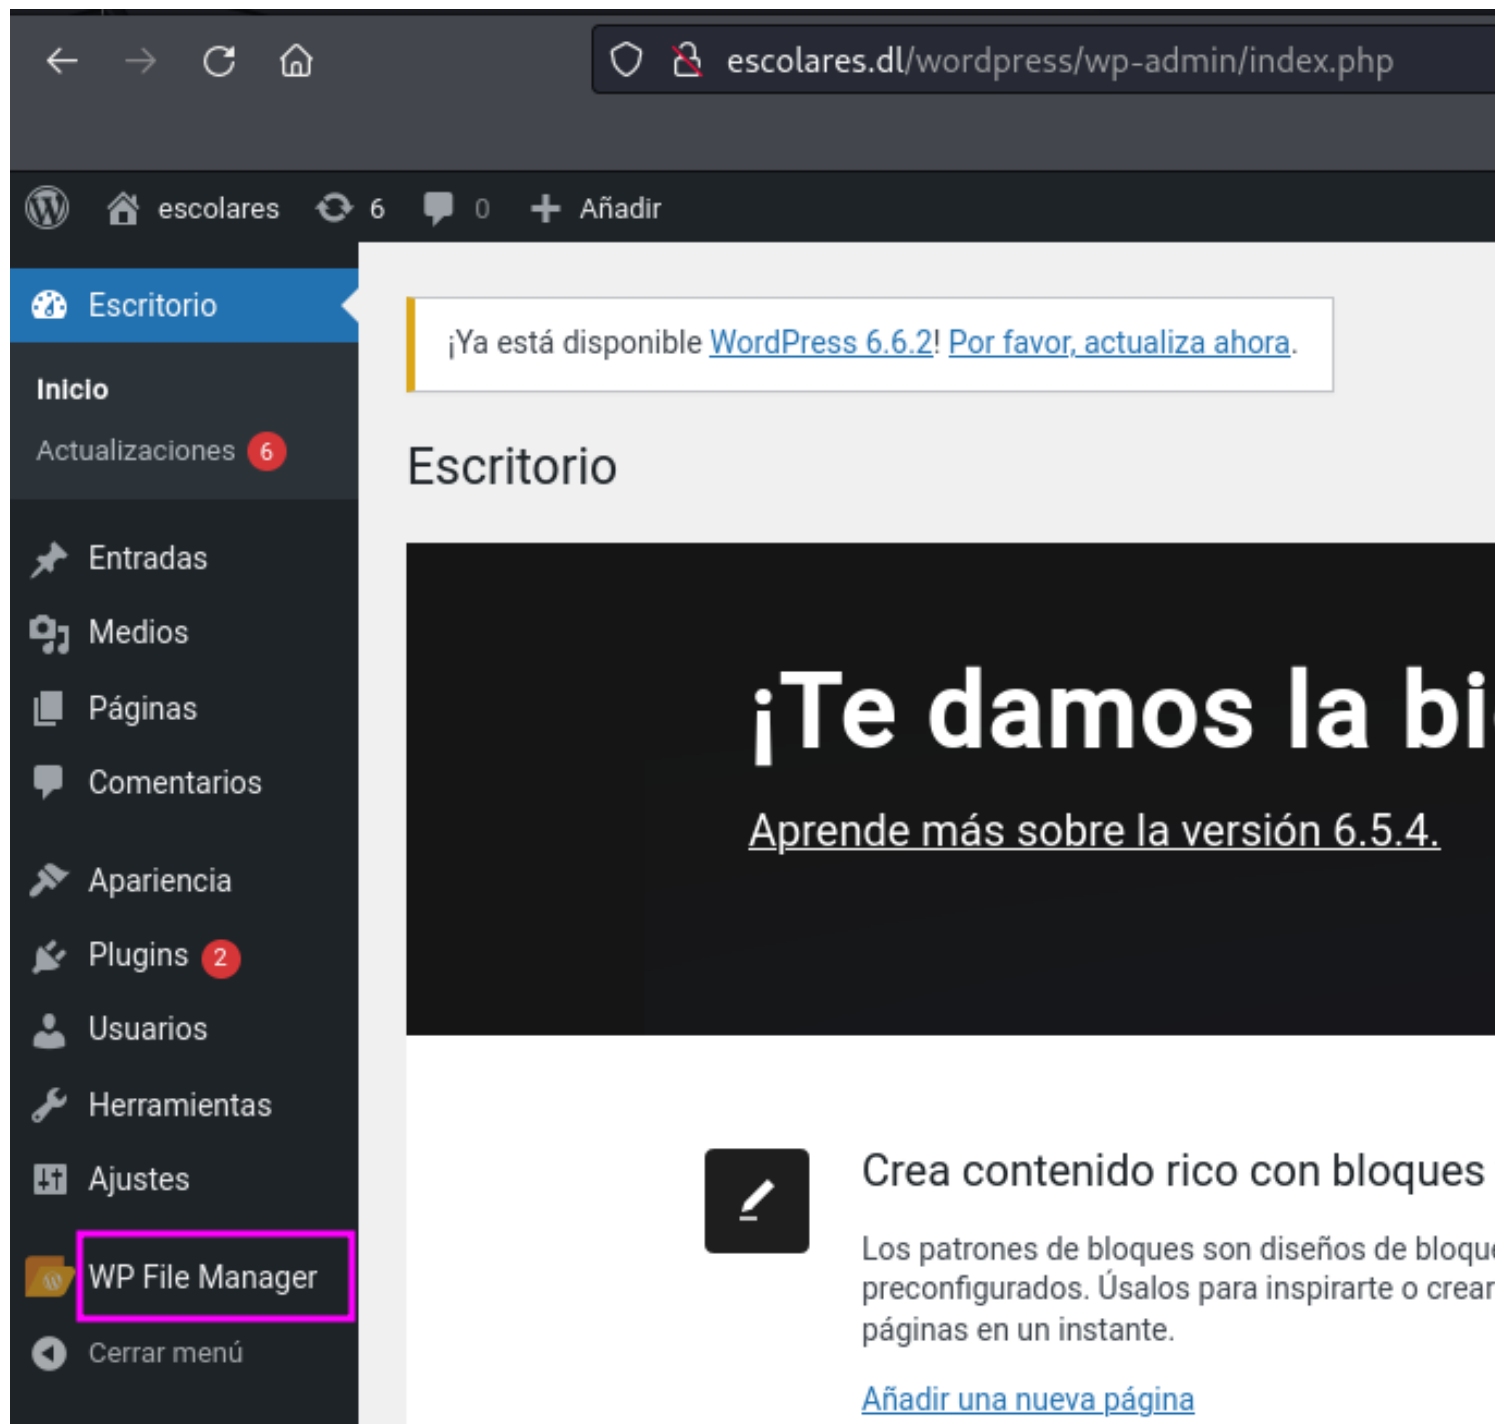 escolares.dl/wordpress/wp-admin/index.php
escolares 6 0 Añadir
Escritorio
Inicio
Actualizaciones 6
Entradas
Medios
Páginas
Comentarios
Apariencia
Plugins 2
Usuarios
Herramientas
Ajustes
WP File Manager
Cerrar menú
¡Ya está disponible WordPress 6.6.2! Por favor, actualiza ahora.
Escritorio
¡Te damos la
Aprende más sobre la versión 6.5.4.
Crea contenido rico con bloques
Los patrones de bloques son diseños de
preconfigurados. Úsalos para inspirarte o crear
páginas en un instante.
Añadir una nueva página